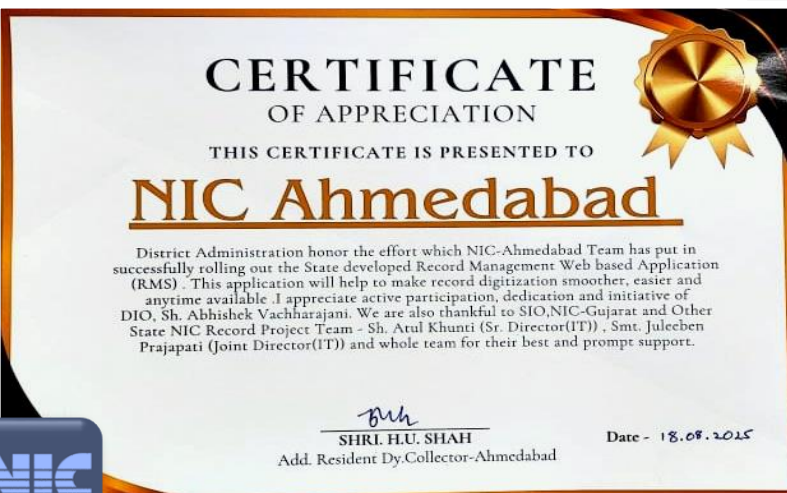 CERTIFICATE
OF APPRECIATION
THIS CERTIFICATE IS PRESENTED TO
NIC Ahmedabad
District Administration honor the effort which NIC-Ahmedabad Team has put in
successfully rolling out the State developed Record Management Web based Application
(RMS) . This application will help to make record digitization smoother, easier and
anytime available .I appreciate active participation, dedication and initiative of
DIO, Sh. Abhishek Vachharajani. We are also thankful to SIO,NIC-Gujarat and Other
State NIC Record Project Team - Sh. Atul Khunti (Sr. Director(IT)) , Smt. Juleeben
Prajapati (Joint Director(IT)) and whole team for their best and prompt support.
SHRI. H.U. SHAH
Add. Resident Dy.Collector-Ahmedabad
Date - 18.08.2025
NIC